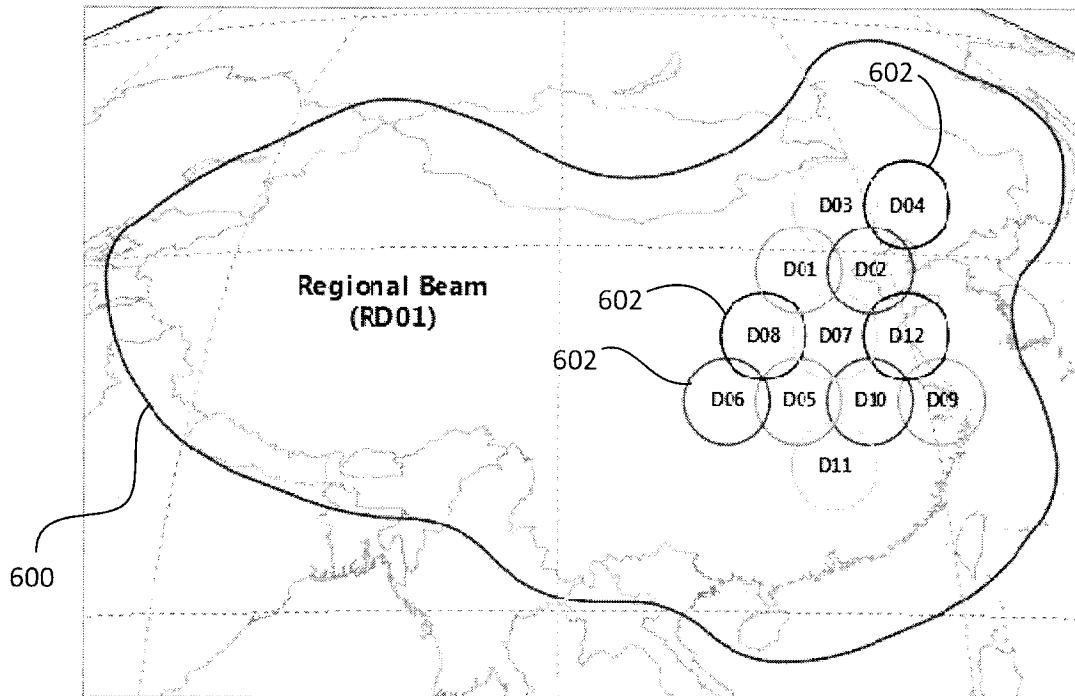 602
D03 D04
D01 D02
Regional Beam
(RD01)
602
D08 D07 D12
602
D06 D05 D10 D09
D11
600